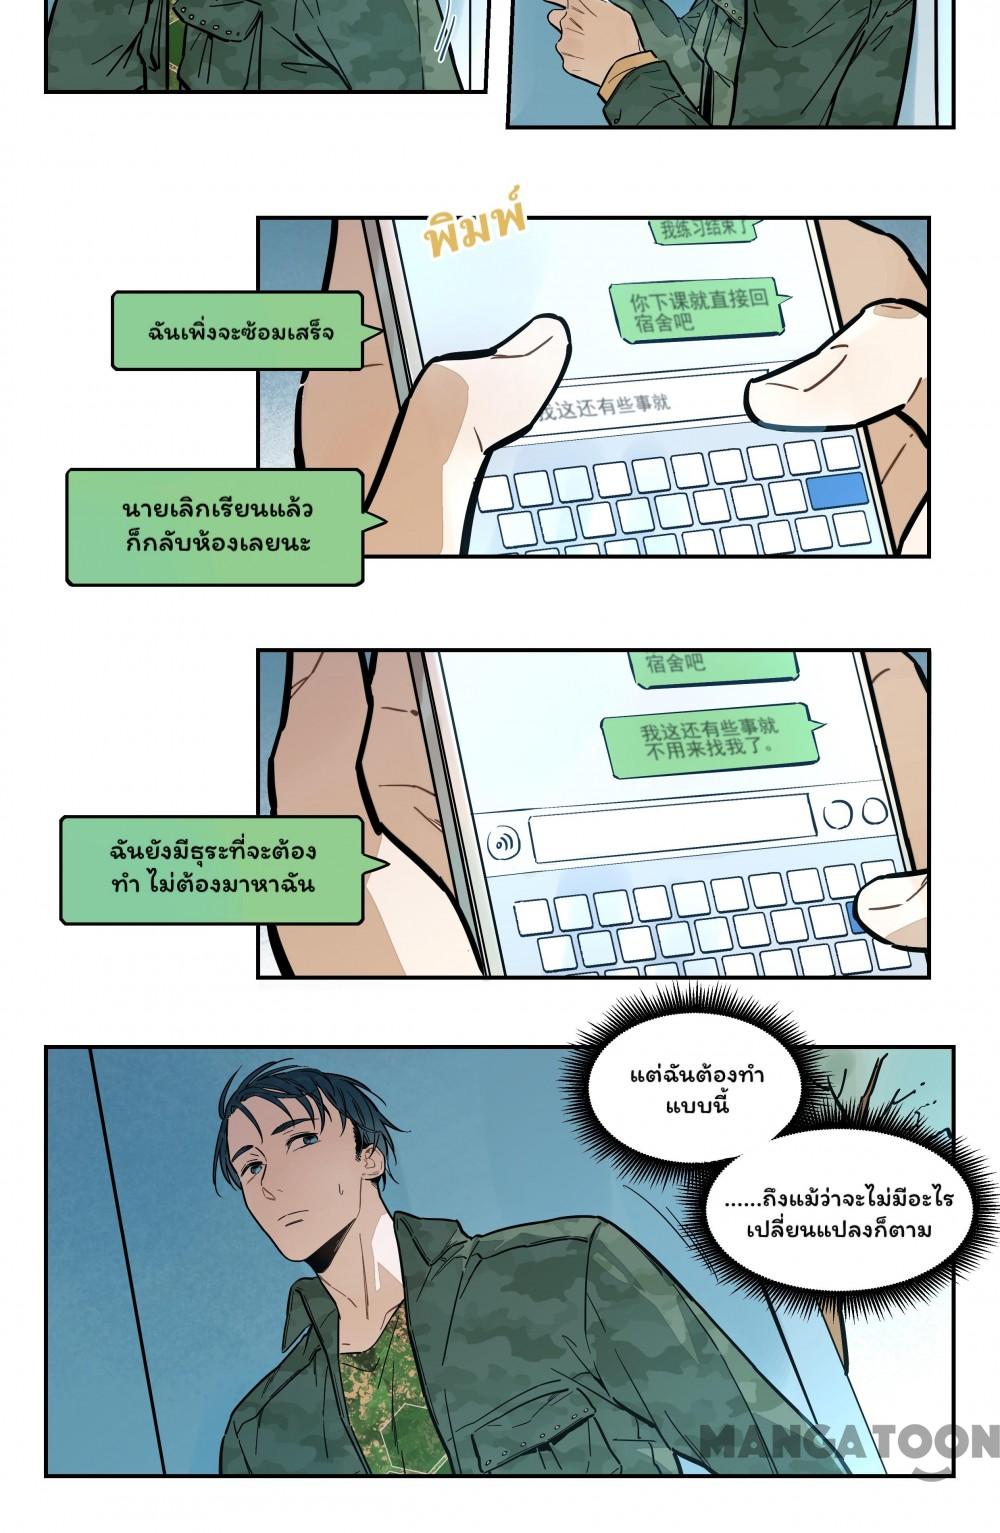 พิมพ์
我练习结束了
你下课就直接回
宿舍吧
ฉันเพิ่งจะซ้อมเสร็จ
我这还有些事就
นายเลิกเรียนแล้ว
ก็กลับห้องเลยนะ
宿舍吧
我这还有些事就
不用来找我了。
ฉันยังมีธุระที่จะต้อง
ทำ ไม่ต้องมาหาฉัน
แต่ฉันต้องทำ
แบบนี้
......ถึงแม้ว่าจะไม่มีอะไร
เปลี่ยนแปลงก็ตาม
MANGATOON